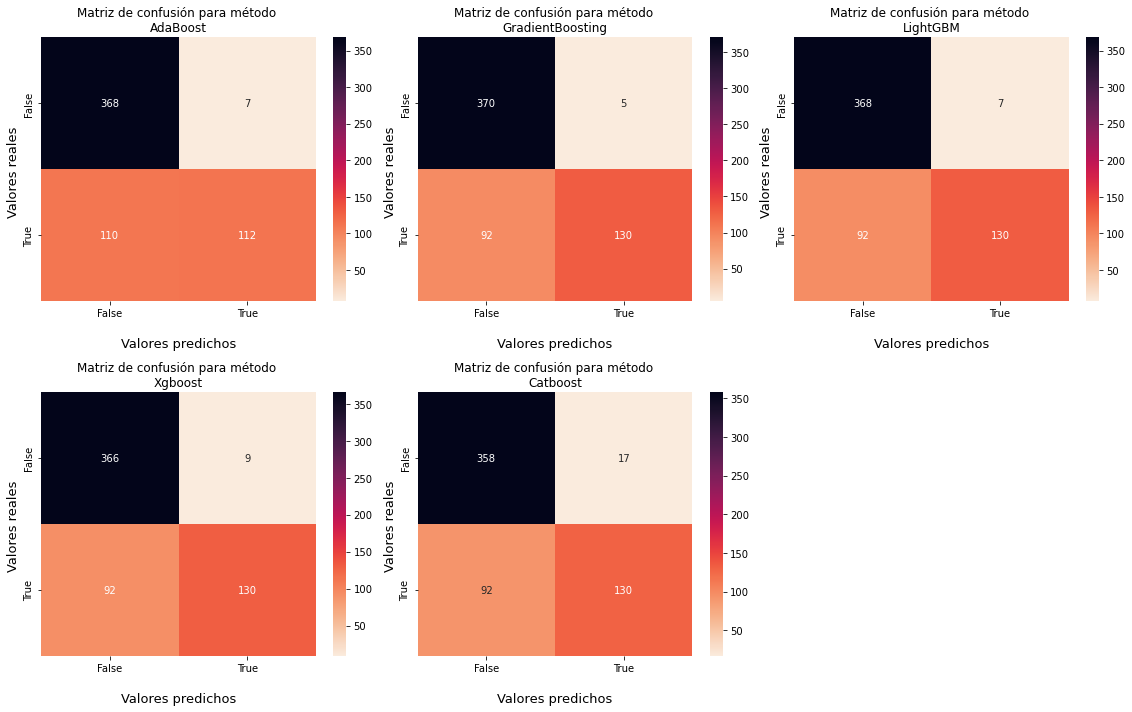 Matriz de confusión para método
AdaBoost
Valores reales
False
True
368
7
110
112
False
True
Valores predichos
350
300
250
200
150
100
50
Matriz de confusión para método
GradientBoosting
Valores reales
False
True
370
5
92
130
False
True
Valores predichos
350
300
250
200
150
100
50
Matriz de confusión para método
LightGBM
Valores reales
False
True
368
7
92
130
False
True
Valores predichos
350
300
250
200
150
100
50
Matriz de confusión para método
Xgboost
Valores reales
False
True
366
9
92
130
False
True
Valores predichos
350
300
250
200
150
100
50
Matriz de confusión para método
Catboost
Valores reales
False
True
358
17
92
130
False
True
Valores predichos
350
300
250
200
150
100
50